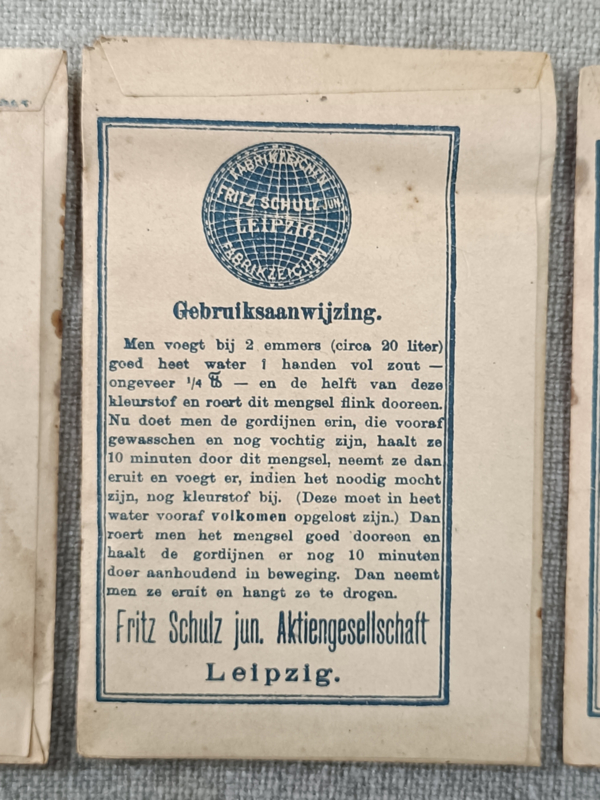 FABRIKZEICHEN
FRITZ SCHULZ JUN.
LEIPZIG
FABRIKZEICHEN
Gebruiksaanwijzing.
Men voegt bij 2 emmers (circa 20 liter)
goed heet water 1 handen vol zout —
ongeveer 1/4 ℔ — en de helft van deze
kleurstof en roert dit mengsel flink dooreen.
Nu doet men de gordijnen erin, die vooraf
gewasschen en nog vochtig zijn, haalt ze
10 minuten door dit mengsel, neemt ze dan
eruit en voegt er, indien het noodig mocht
zijn, nog kleurstof bij. (Deze moet in heet
water vooraf volkomen opgelost zijn.) Dan
roert men het mengsel goed dooreen en
haalt de gordijnen er nog 10 minuten
door aanhoudend in beweging. Dan neemt
men ze eruit en hangt ze te drogen.
Fritz Schulz jun. Aktiengesellschaft
Leipzig.